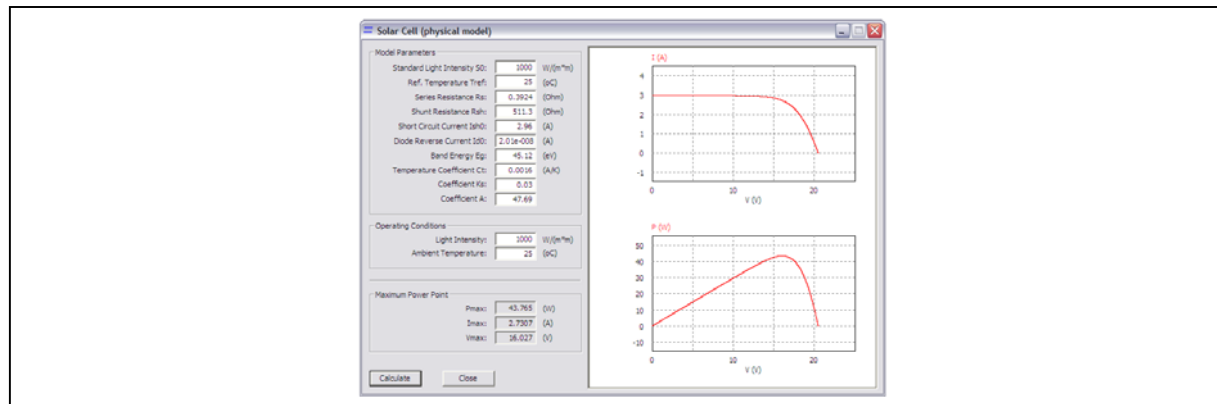 Solar Cell (physical model)
Model Parameters
Standard Light Intensity S0: 1000 W/(m*m)
Ref. Temperature Tref: 25 (oC)
Series Resistance Rs: 0.3924 (Ohm)
Shunt Resistance Rsh: 511.3 (Ohm)
Short Circuit Current Ish0: 2.96 (A)
Diode Reverse Current Id0: 2.01e-008 (A)
Band Energy Eg: 45.12 (eV)
Temperature Coefficient Ct: 0.0016 (A/K)
Coefficient Ks: 0.03
Coefficient A: 47.69
Operating Conditions
Light Intensity: 1000 W/(m*m)
Ambient Temperature: 25 (oC)
Maximum Power Point
Pmax: 43.765 (W)
Imax: 2.7307 (A)
Vmax: 16.027 (V)
Calculate Close
I (A)
4
3
2
1
0
-1
0 10 20
V (V)
P (W)
50
40
30
20
10
0
-10
0 10 20
V (V)